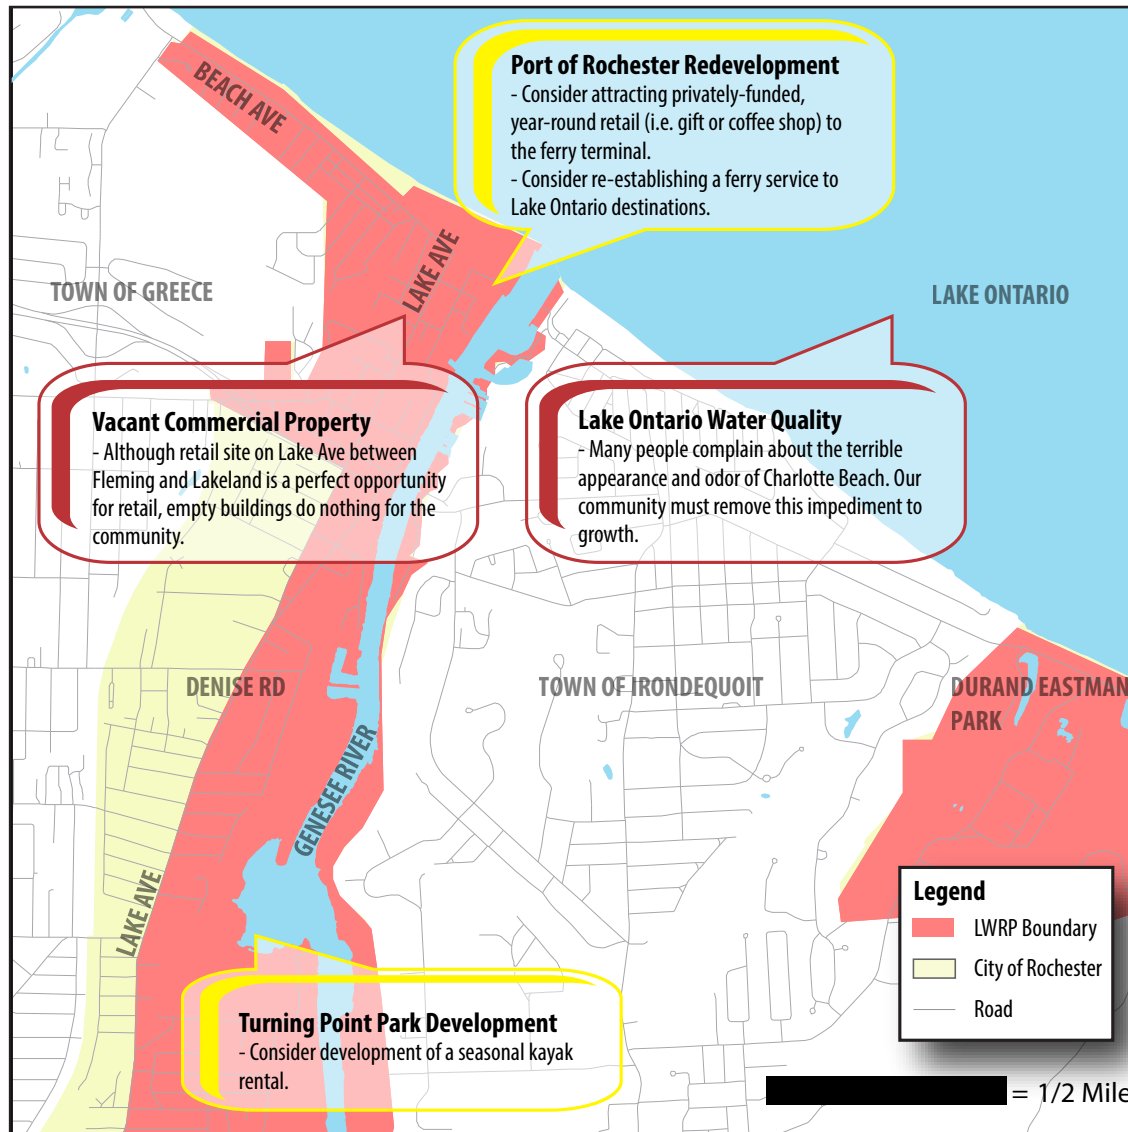 Port of Rochester Redevelopment
- Consider attracting privately-funded,
year-round retail (i.e. gift or coffee shop) to
the ferry terminal.
- Consider re-establishing a ferry service to
Lake Ontario destinations.
BEACH AVE
LAKE AVE
TOWN OF GREECE
LAKE ONTARIO
Vacant Commercial Property
- Although retail site on Lake Ave between
Fleming and Lakeland is a perfect opportunity
for retail, empty buildings do nothing for the
community.
Lake Ontario Water Quality
- Many people complain about the terrible
appearance and odor of Charlotte Beach. Our
community must remove this impediment to
growth.
DENISE RD
TOWN OF IRONDEQUOIT
DURAND EASTMAN
PARK
GENESEE RIVER
LAKE AVE
Legend
LWRP Boundary
City of Rochester
Road
Turning Point Park Development
- Consider development of a seasonal kayak
rental.
= 1/2 Mile